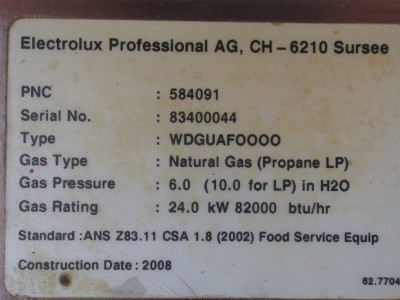 Electrolux Professional AG, CH – 6210 Sursee
PNC : 584091
Serial No. : 83400044
Type : WDGUAFOOOO
Gas Type : Natural Gas (Propane LP)
Gas Pressure : 6.0 (10.0 for LP) in H2O
Gas Rating : 24.0 kW 82000 btu/hr
Standard :ANS Z83.11 CSA 1.8 (2002) Food Service Equip
Construction Date : 2008
62.7704